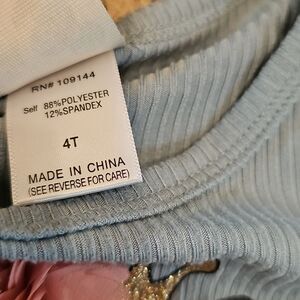 RN# 109144
Self 88%POLYESTER
12%SPANDEX
4T
MADE IN CHINA
(SEE REVERSE FOR CARE)